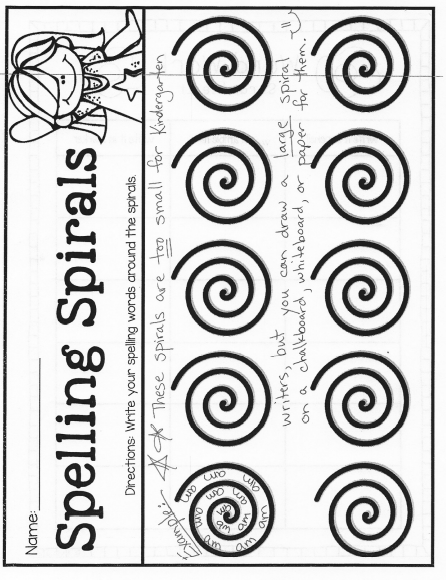 Name:
Spelling Spirals
Directions: Write your spelling words around the spirals.
Example:
These spirals are too small for Kindergarten
am am am am am am am am am am am am
writers, but you can draw a large spiral
on a chalkboard, whiteboard, or paper for them.